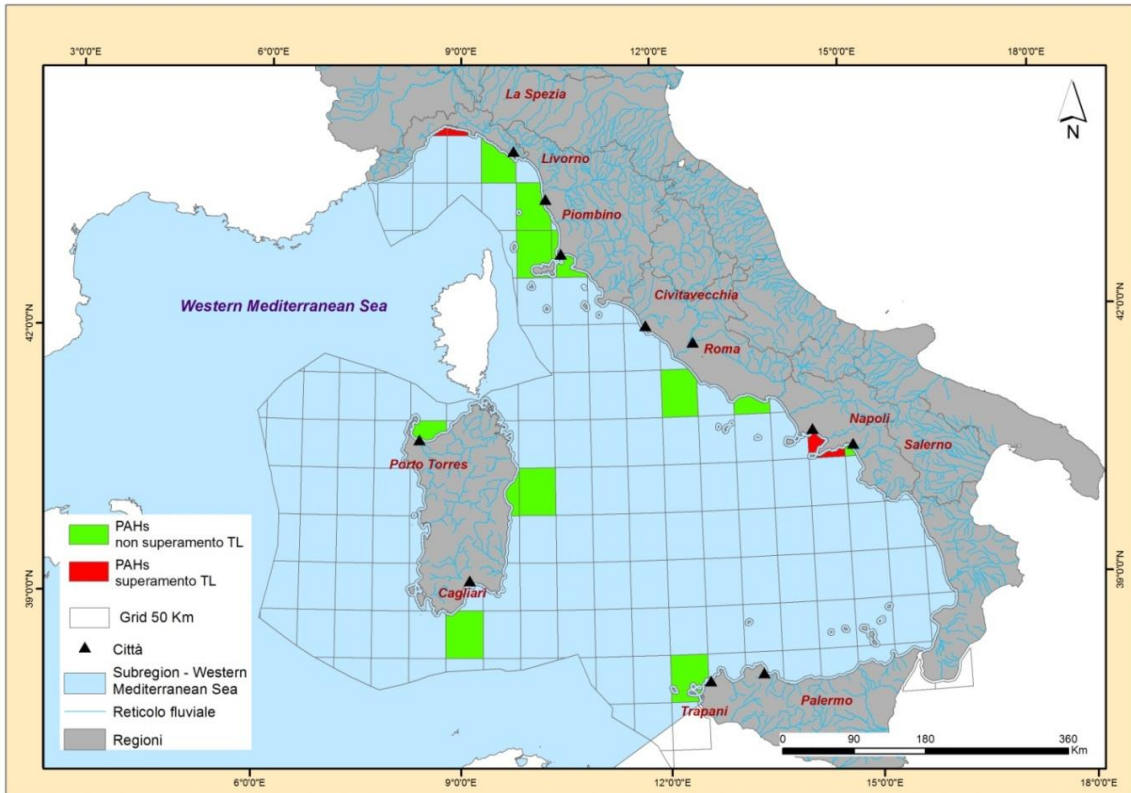 3°0'0"E 6°0'0"E 9°0'0"E 12°0'0"E 15°0'0"E 18°0'0"E
La Spezia
N
Livorno
Piombino
Civitavecchia
Western Mediterranean Sea
42°0'0"N
42°0'0"N
Roma
Napoli
Salerno
Porto Torres
PAHs
non superamento TL
PAHs
superamento TL
39°0'0"N
39°0'0"N
Cagliari
Grid 50 Km
Città
Subregion - Western
Mediterranean Sea
Reticolo fluviale
Regioni
Trapani
Palermo
0 90 180 360
Km
6°0'0"E 9°0'0"E 12°0'0"E 15°0'0"E 18°0'0"E